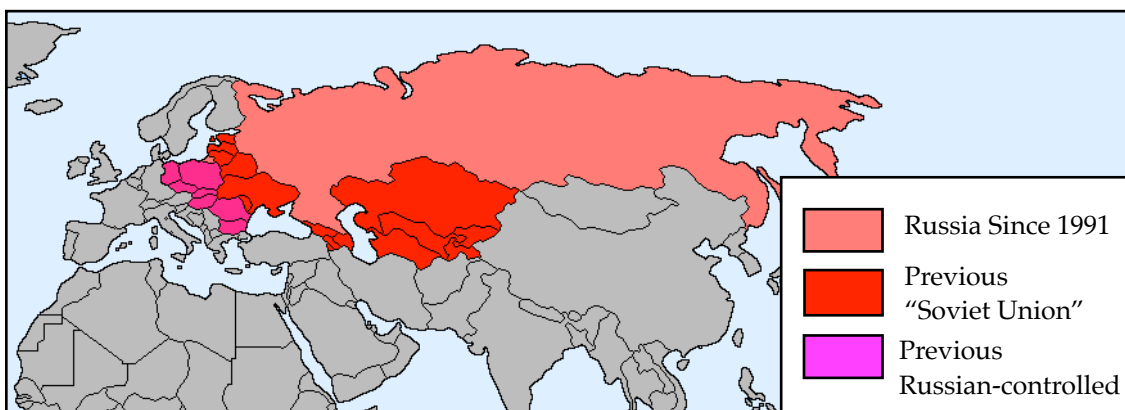 Russia Since 1991
Previous
“Soviet Union”
Previous
Russian-controlled